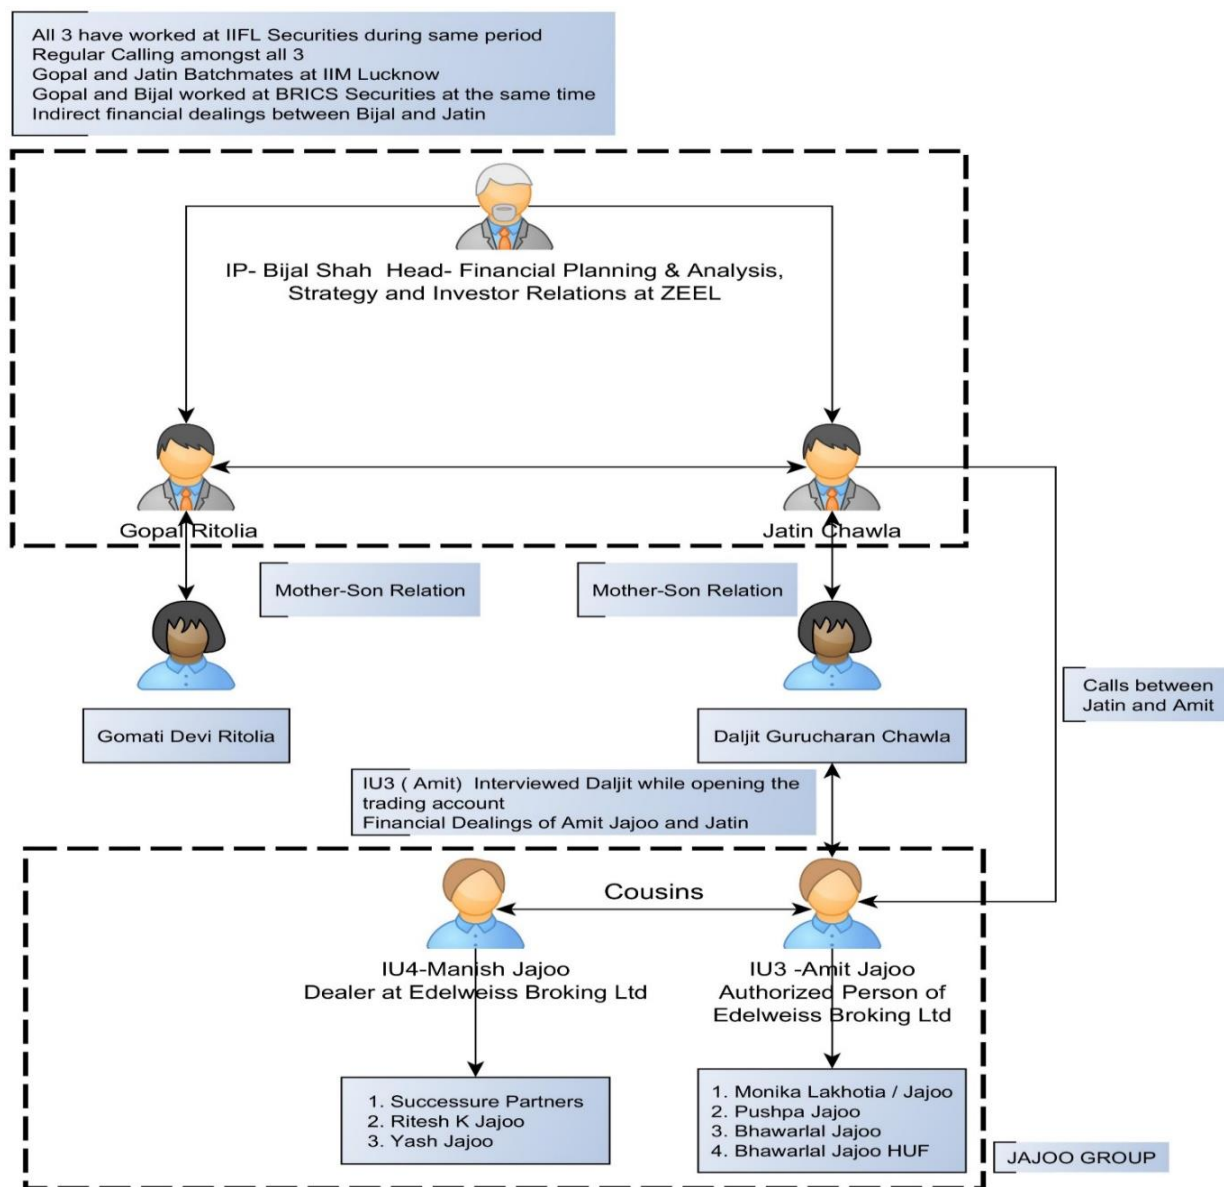 All 3 have worked at IIFL Securities during same period
Regular Calling amongst all 3
Gopal and Jatin Batchmates at IIM Lucknow
Gopal and Bijal worked at BRICS Securities at the same time
Indirect financial dealings between Bijal and Jatin
IP- Bijal Shah  Head- Financial Planning & Analysis,
Strategy and Investor Relations at ZEEL
Gopal Ritolia
Jatin Chawla
Mother-Son Relation
Mother-Son Relation
Calls between
Jatin and Amit
Gomati Devi Ritolia
Daljit Gurucharan Chawla
IU3 ( Amit)  Interviewed Daljit while opening the
trading account
Financial Dealings of Amit Jajoo and Jatin
Cousins
IU4-Manish Jajoo
Dealer at Edelweiss Broking Ltd
IU3 -Amit Jajoo
Authorized Person of
Edelweiss Broking Ltd
1. Successure Partners
2. Ritesh K Jajoo
3. Yash Jajoo
1. Monika Lakhotia / Jajoo
2. Pushpa Jajoo
3. Bhawarlal Jajoo
4. Bhawarlal Jajoo HUF
JAJOO GROUP